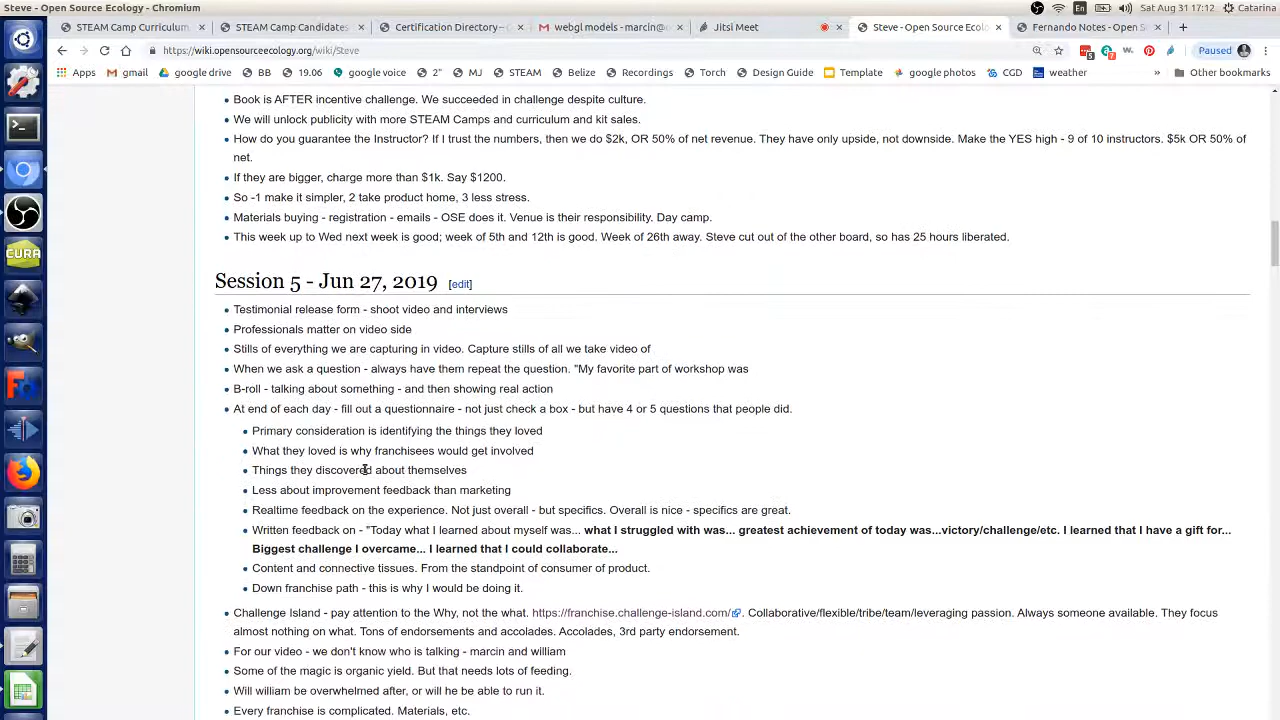 Steve - Open Source Ecology - Chromium
En
Sat Aug 31 17:12
Catarina
STEAM Camp Curriculum
STEAM Camp Candidates
Certification Directory
webgl models - marcin@
Jitsi Meet
Steve - Open Source Ecology
Fernando Notes - Open S
https://wiki.opensourceecology.org/wiki/Steve
Paused
Apps
gmail
google drive
BB
19.06
google voice
2"
MJ
STEAM
Belize
Recordings
Torch
Design Guide
Template
google photos
CGD
weather
»
Other bookmarks
Book is AFTER incentive challenge. We succeeded in challenge despite culture.
We will unlock publicity with more STEAM Camps and curriculum and kit sales.
How do you guarantee the Instructor? If I trust the numbers, then we do $2k, OR 50% of net revenue. They have only upside, not downside. Make the YES high - 9 of 10 instructors. $5k OR 50% of
net.
If they are bigger, charge more than $1k. Say $1200.
So -1 make it simpler, 2 take product home, 3 less stress.
Materials buying - registration - emails - OSE does it. Venue is their responsibility. Day camp.
This week up to Wed next week is good; week of 5th and 12th is good. Week of 26th away. Steve cut out of the other board, so has 25 hours liberated.
Session 5 - Jun 27, 2019 [edit]
Testimonial release form - shoot video and interviews
Professionals matter on video side
Stills of everything we are capturing in video. Capture stills of all we take video of
When we ask a question - always have them repeat the question. "My favorite part of workshop was
B-roll - talking about something - and then showing real action
At end of each day - fill out a questionnaire - not just check a box - but have 4 or 5 questions that people did.
Primary consideration is identifying the things they loved
What they loved is why franchisees would get involved
Things they discovered about themselves
Less about improvement feedback than marketing
Realtime feedback on the experience. Not just overall - but specifics. Overall is nice - specifics are great.
Written feedback on - "Today what I learned about myself was... what I struggled with was... greatest achievement of today was...victory/challenge/etc. I learned that I have a gift for...
Biggest challenge I overcame... I learned that I could collaborate...
Content and connective tissues. From the standpoint of consumer of product.
Down franchise path - this is why I would be doing it.
Challenge Island - pay attention to the Why, not the what. https://franchise.challenge-island.com/ . Collaborative/flexible/tribe/team/leveraging passion. Always someone available. They focus
almost nothing on what. Tons of endorsements and accolades. Accolades, 3rd party endorsement.
For our video - we don't know who is talking - marcin and william
Some of the magic is organic yield. But that needs lots of feeding.
Will william be overwhelmed after, or will he be able to run it.
CURA